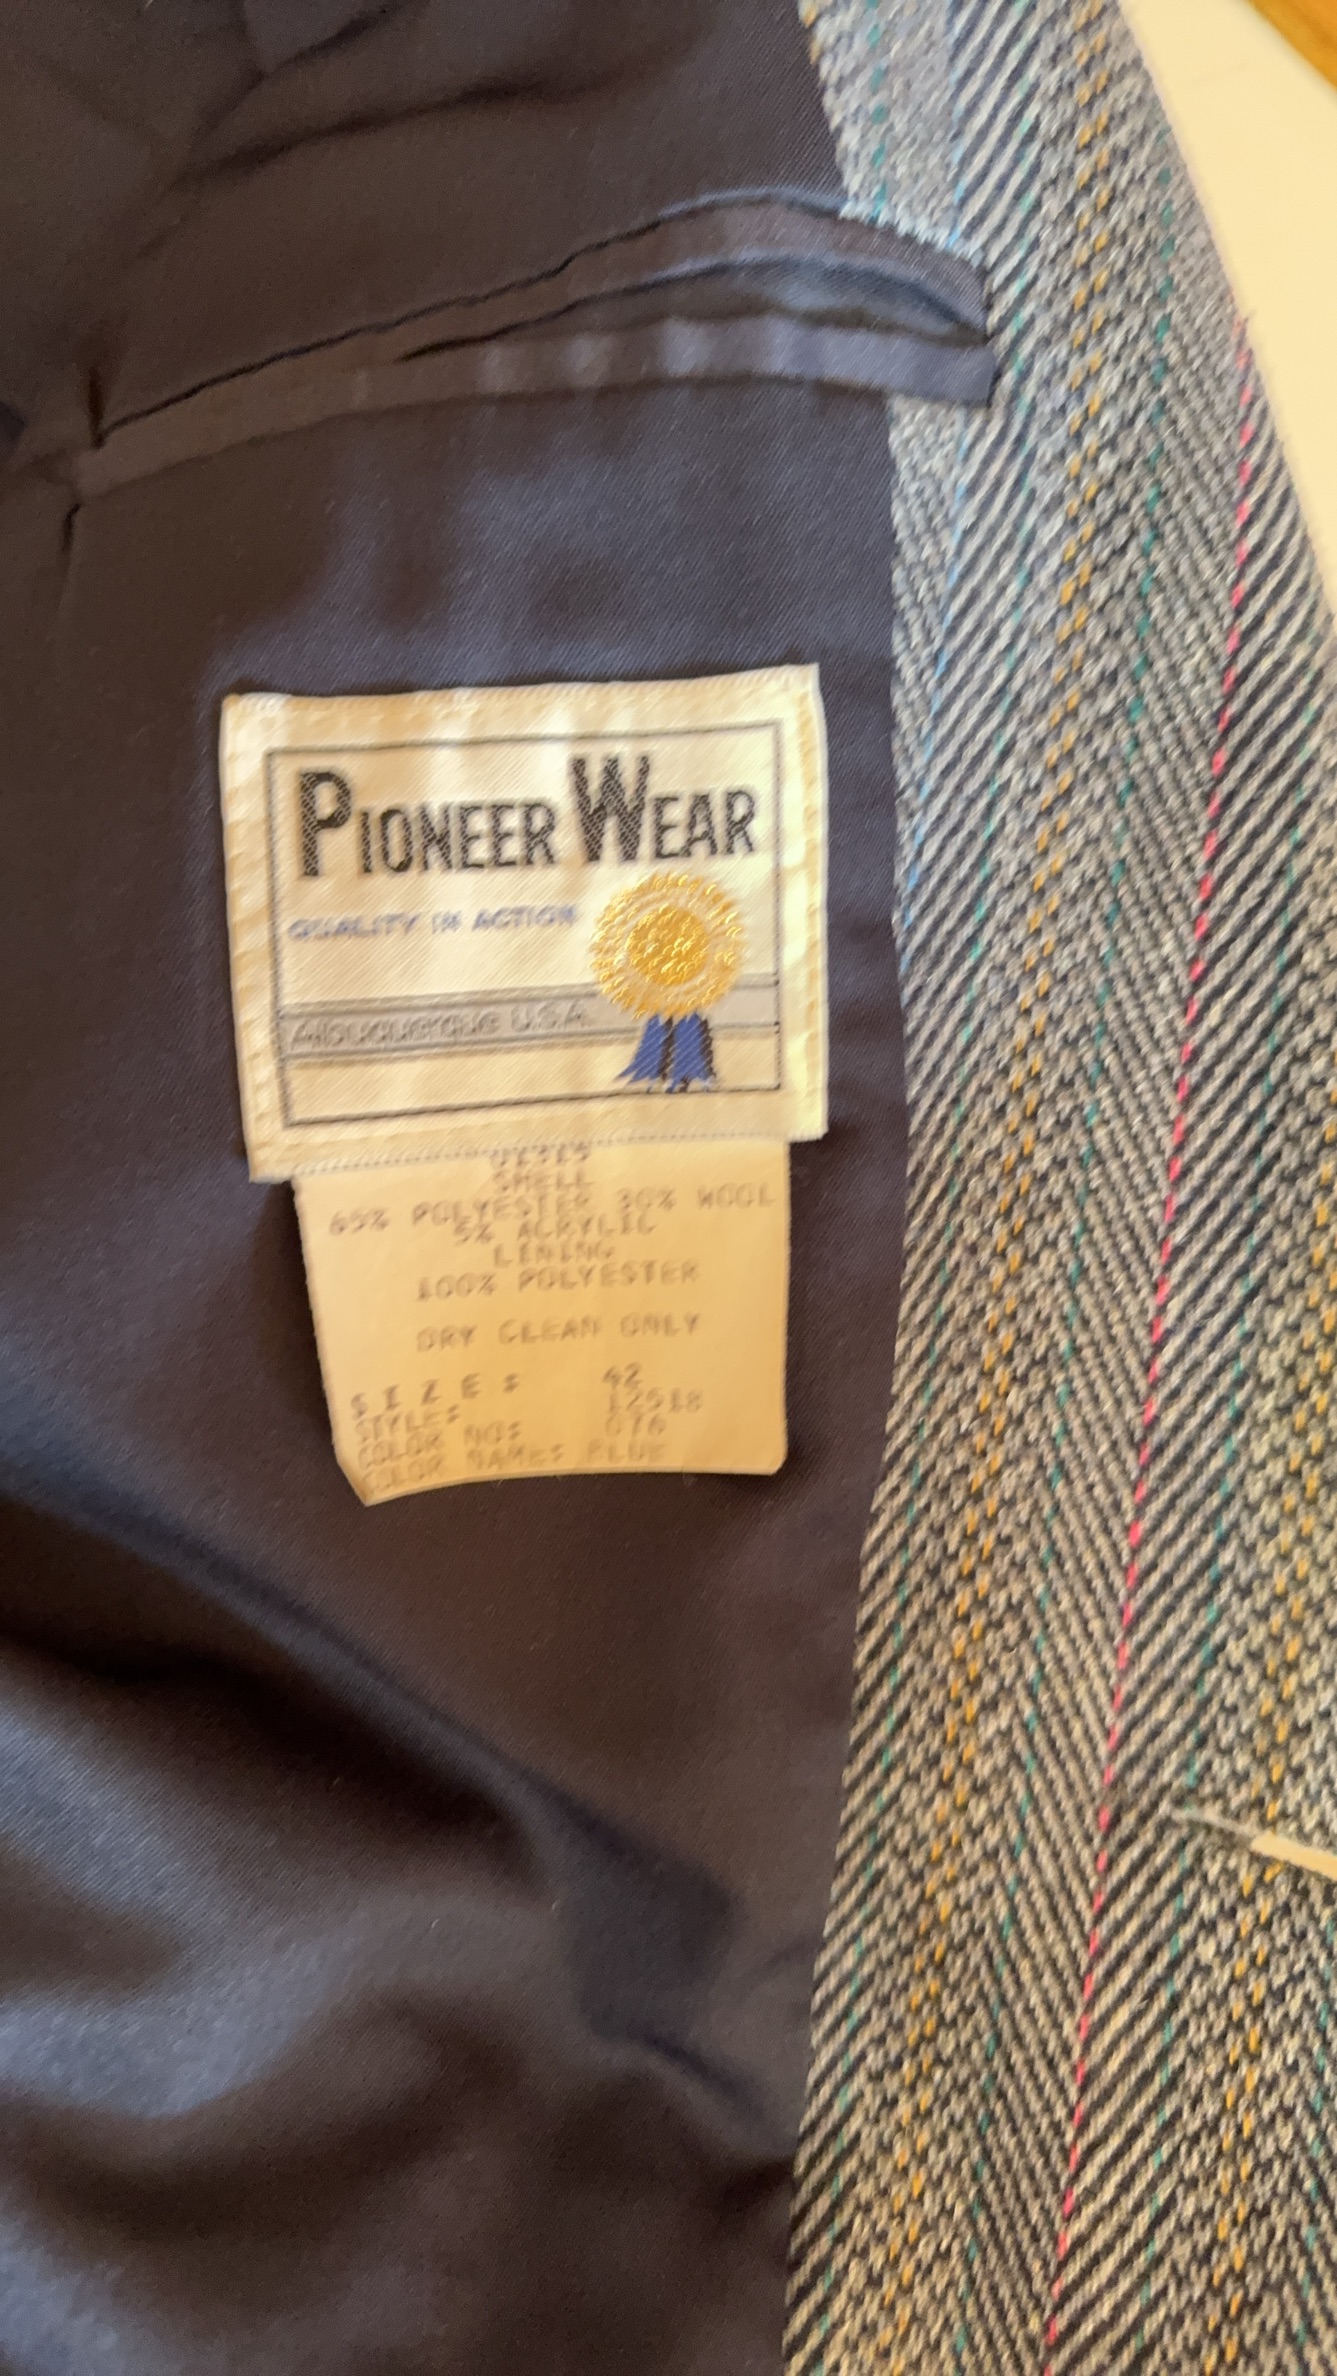 PIONEER WEAR
QUALITY IN ACTION
Albuquerque U.S.A.
SHELL
65% POLYESTER 30% WOOL
5% ACRYLIC
LINING
100% POLYESTER
DRY CLEAN ONLY
SIZE: 42
STYLE: 12518
COLOR NO: 076
COLOR NAME: BLUE